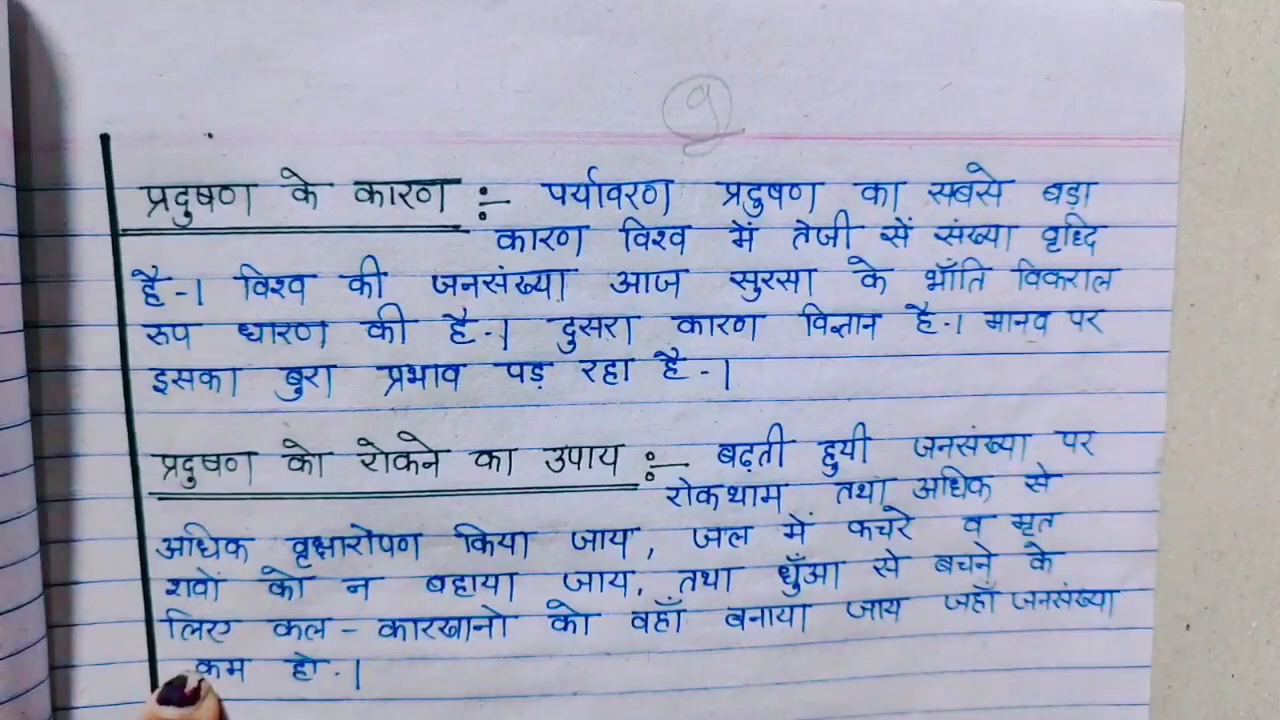 9
प्रदुषण के कारण :- पर्यावरण प्रदुषण का सबसे बड़ा
कारण विश्व में तेजी सें संख्या वृध्दि
है-। विश्व की जनसंख्या आज सुरसा के भाँति विकराल
रुप धारण की है-। दुसरा कारण विज्ञान है-। मानव पर
इसका बुरा प्रभाव पड़ रहा है-।
प्रदुषण को रोकने का उपाय :- बढ़ती हुयी जनसंख्या पर
रोकथाम तथा अधिक से
अधिक वृक्षारोपण किया जाय, जल में कचरे व मृत
शवों को न बहाया जाय, तथा धुँआ से बचने के
लिए कल-कारखानो को वहाँ बनाया जाय जहाँ जनसंख्या
कम हो-।